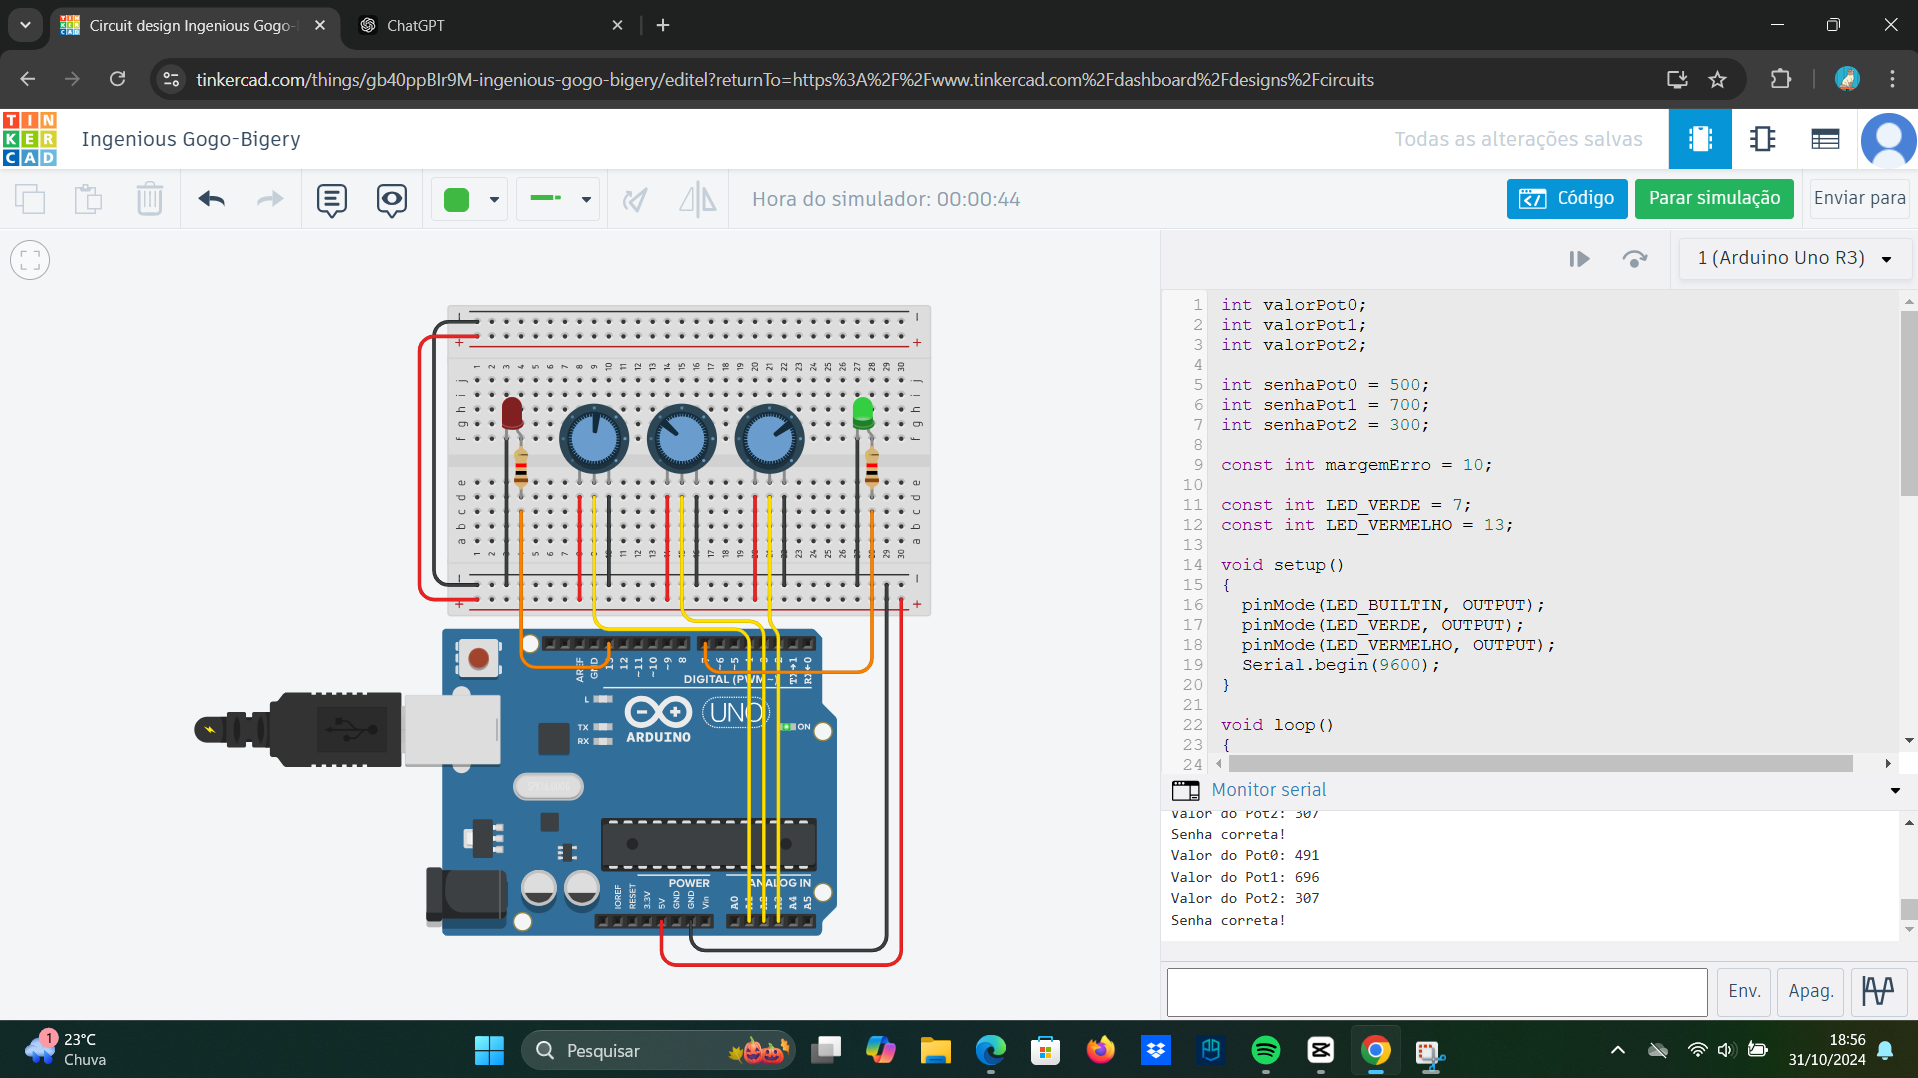 Circuit design Ingenious Gogo-
ChatGPT
tinkercad.com/things/gb40ppBIr9M-ingenious-gogo-bigery/editel?returnTo=https%3A%2F%2Fwww.tinkercad.com%2Fdashboard%2Fdesigns%2Fcircuits
TIN
KER
CAD
Ingenious Gogo-Bigery
Todas as alterações salvas
Hora do simulador: 00:00:44
Código
Parar simulação
Enviar para
1 (Arduino Uno R3)
1 int valorPot0;
2 int valorPot1;
3 int valorPot2;
4
5 int senhaPot0 = 500;
6 int senhaPot1 = 700;
7 int senhaPot2 = 300;
8
9 const int margemErro = 10;
10
11 const int LED_VERDE = 7;
12 const int LED_VERMELHO = 13;
13
14 void setup()
15 {
16 pinMode(LED_BUILTIN, OUTPUT);
17 pinMode(LED_VERDE, OUTPUT);
18 pinMode(LED_VERMELHO, OUTPUT);
19 Serial.begin(9600);
20 }
21
22 void loop()
23 {
24
Monitor serial
Valor do Pot2: 307
Senha correta!
Valor do Pot0: 491
Valor do Pot1: 696
Valor do Pot2: 307
Senha correta!
Env.
Apag.
AREF
GND
12
~11
~10
~9
8
~6
~5
TX→1
RX←0
DIGITAL (PWM~)
L
TX
RX
ARDUINO
UNO
ON
POWER
ANALOG IN
IOREF
RESET
3.3V
5V
GND
GND
Vin
A0
A4
A5
1
23°C
Chuva
Pesquisar
18:56
31/10/2024